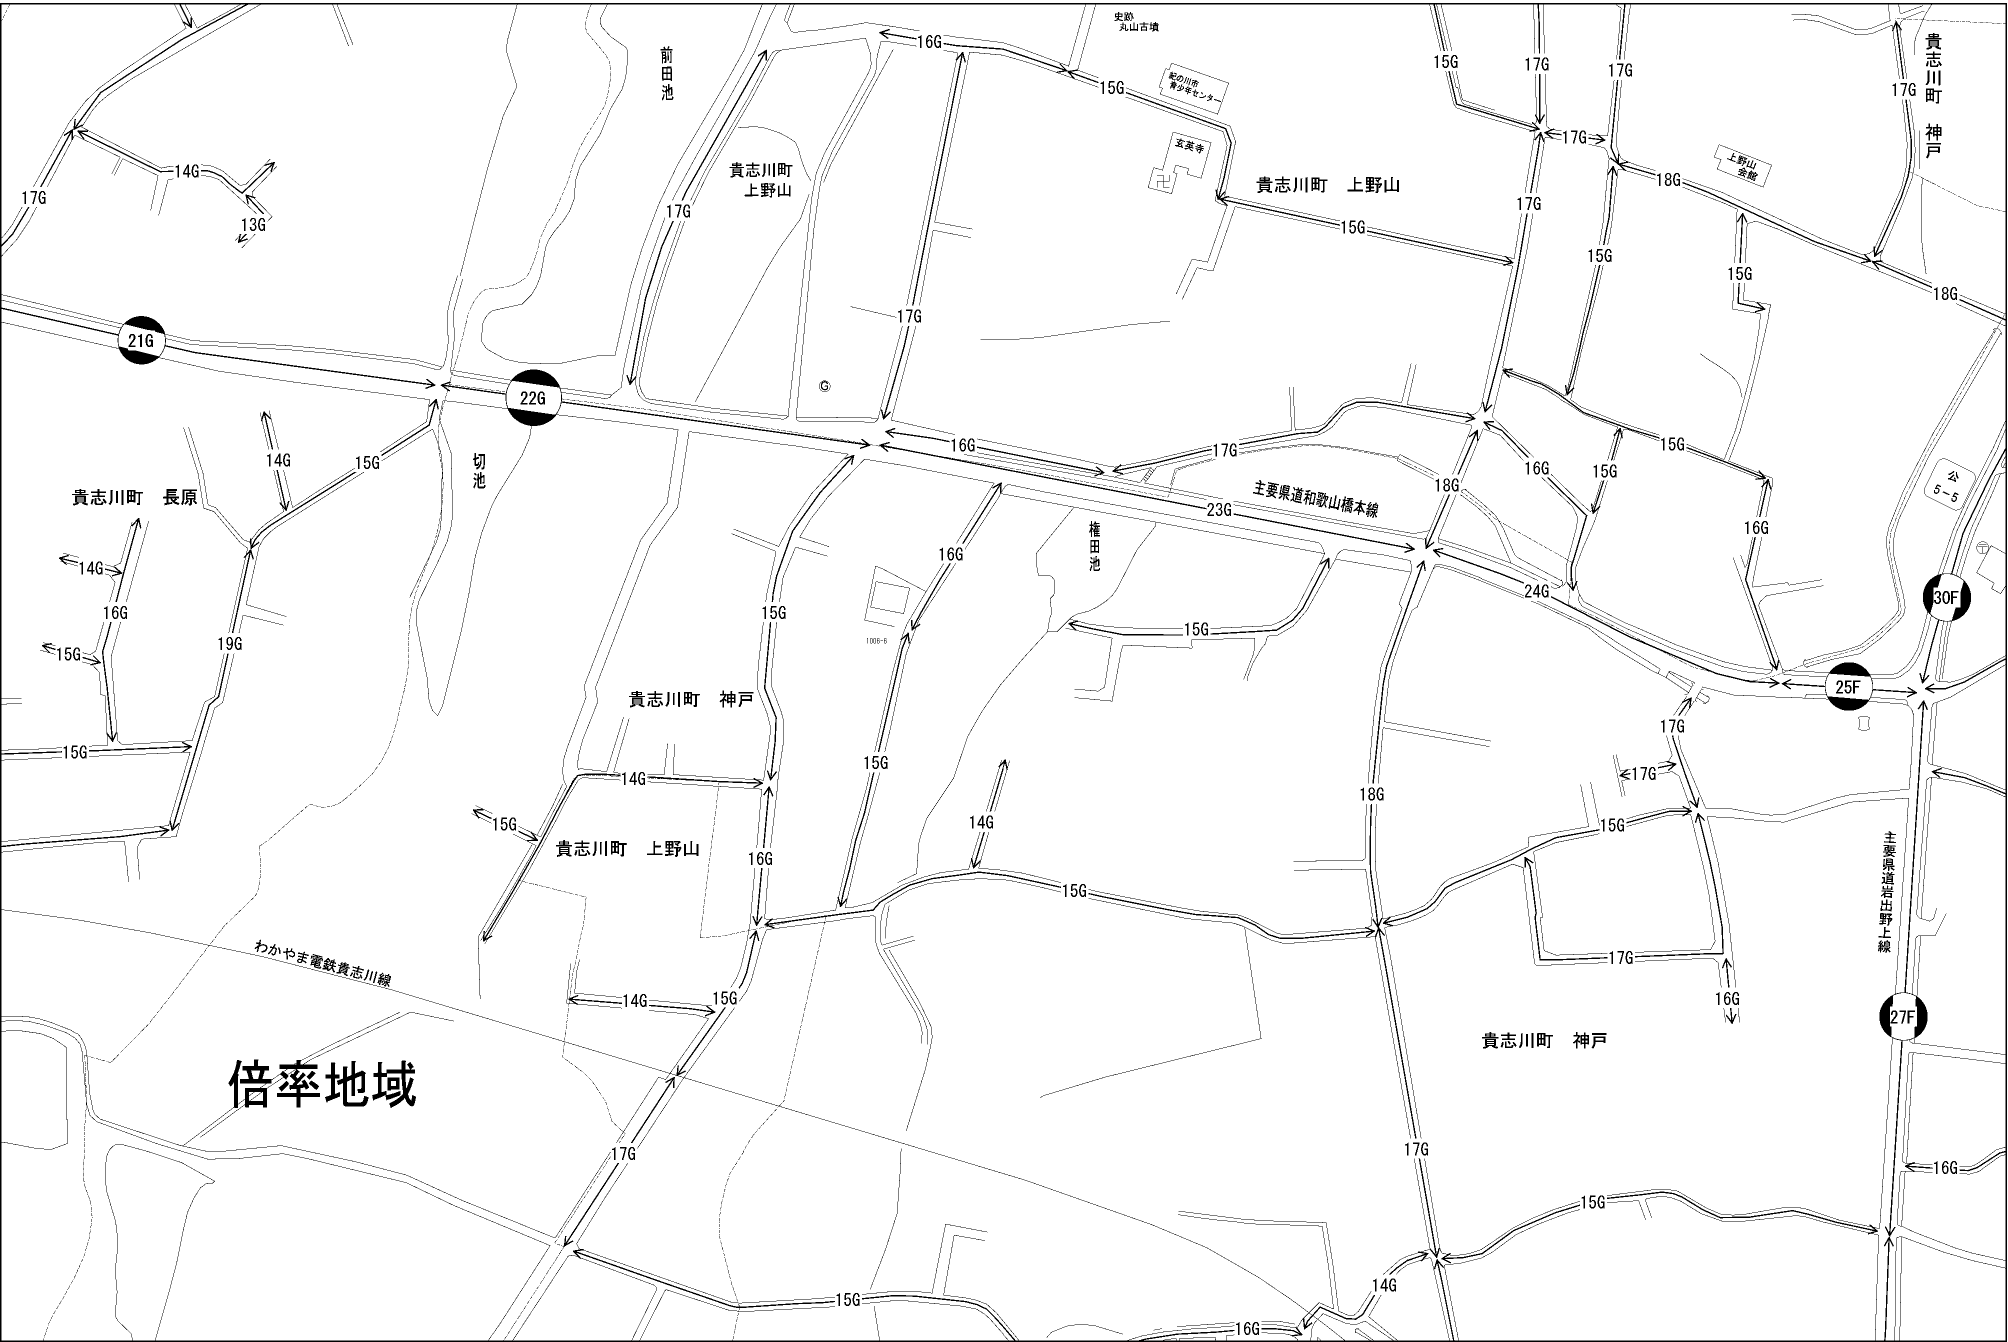 史跡
丸山古墳
16G
前田池
15G
17G
17G
貴志川町 神戸
紀の川市
青少年センター
15G
17G
17G
玄英寺
上野山
会館
14G
貴志川町
上野山
貴志川町 上野山
18G
17G
13G
17G
17G
15G
15G
15G
18G
21G
17G
22G
G
15G
16G
17G
15G
14G
15G
切池
16G
15G
貴志川町 長原
18G
公
5-5
主要県道和歌山橋本線
23G
16G
権田池
16G
14G
24G
30F
16G
15G
1006-6
15G
19G
15G
25F
貴志川町 神戸
17G
15G
15G
17G
14G
18G
15G
14G
15G
貴志川町 上野山
16G
主要県道岩出野上線
15G
わかやま電鉄貴志川線
17G
14G
15G
16G
27F
貴志川町 神戸
倍率地域
17G
17G
16G
15G
14G
15G
16G